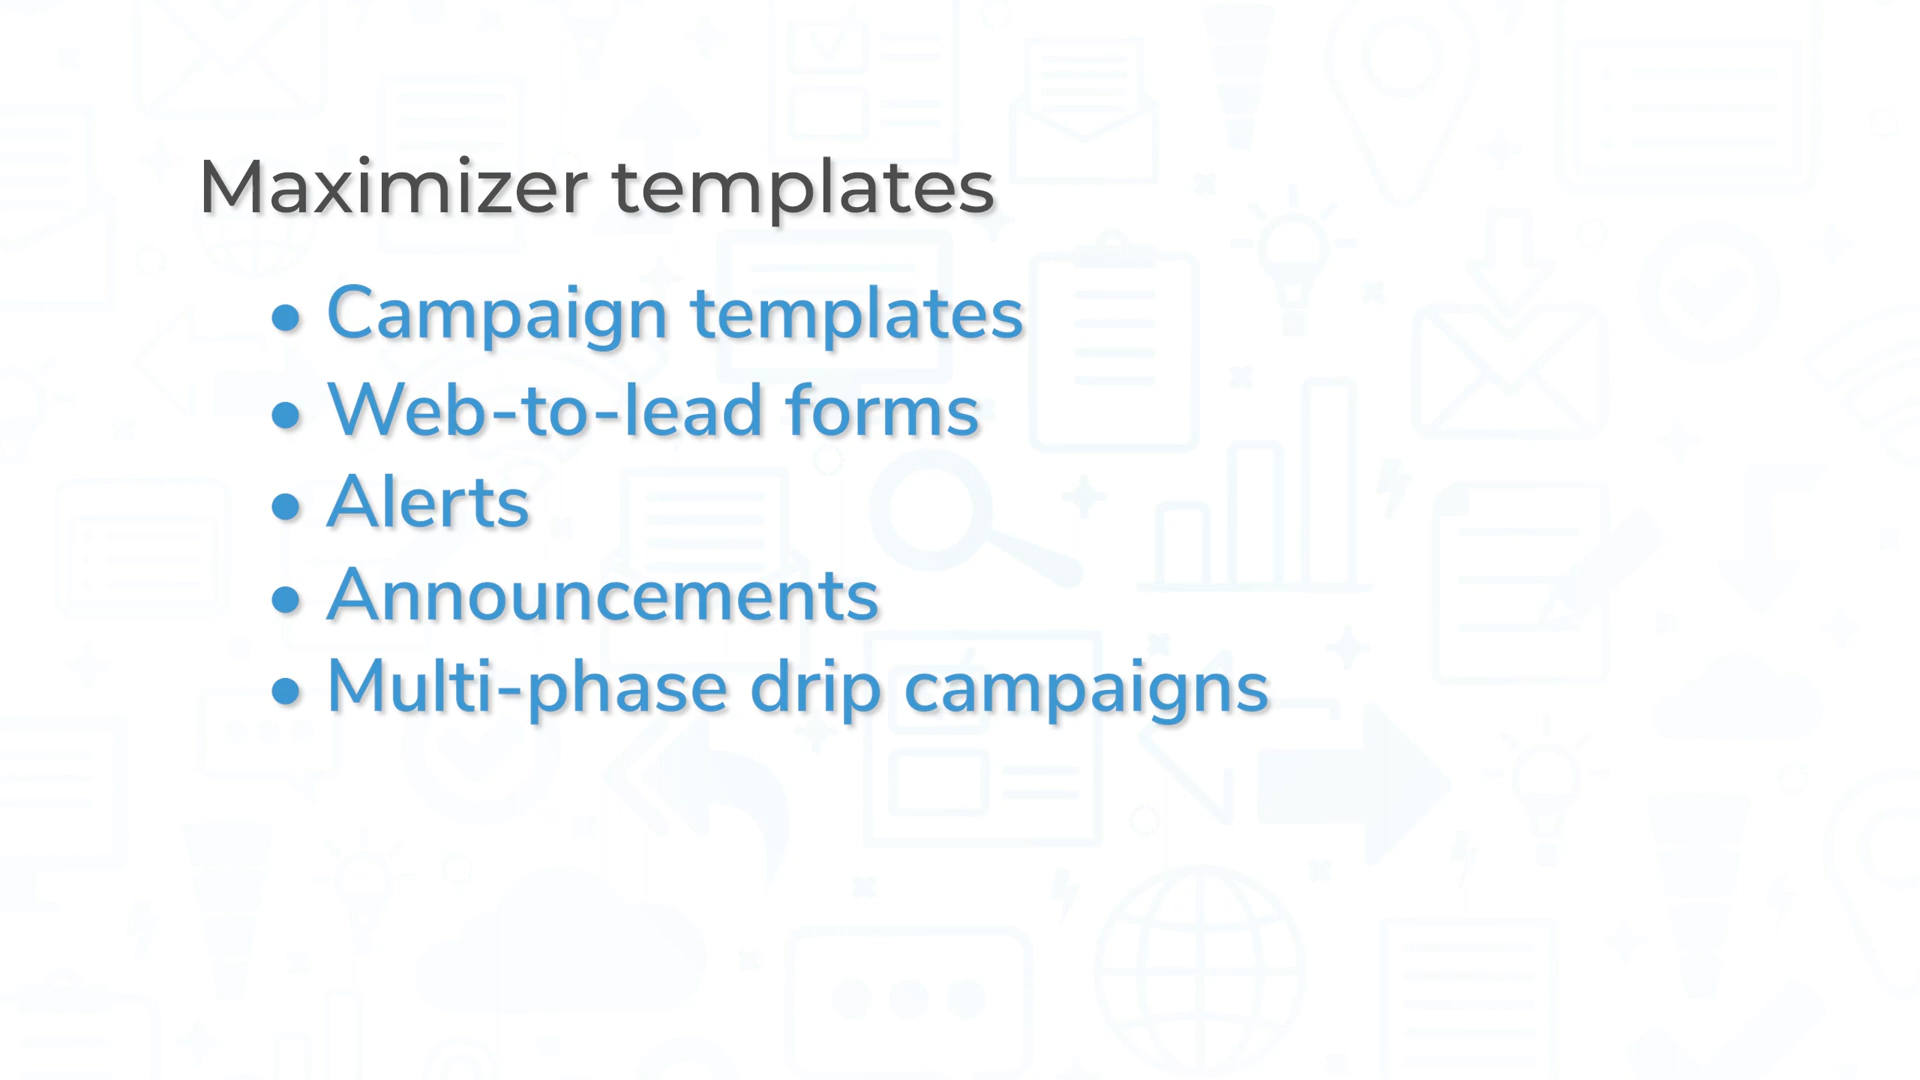 Maximizer templates
• Campaign templates
• Web-to-lead forms
• Alerts
• Announcements
• Multi-phase drip campaigns